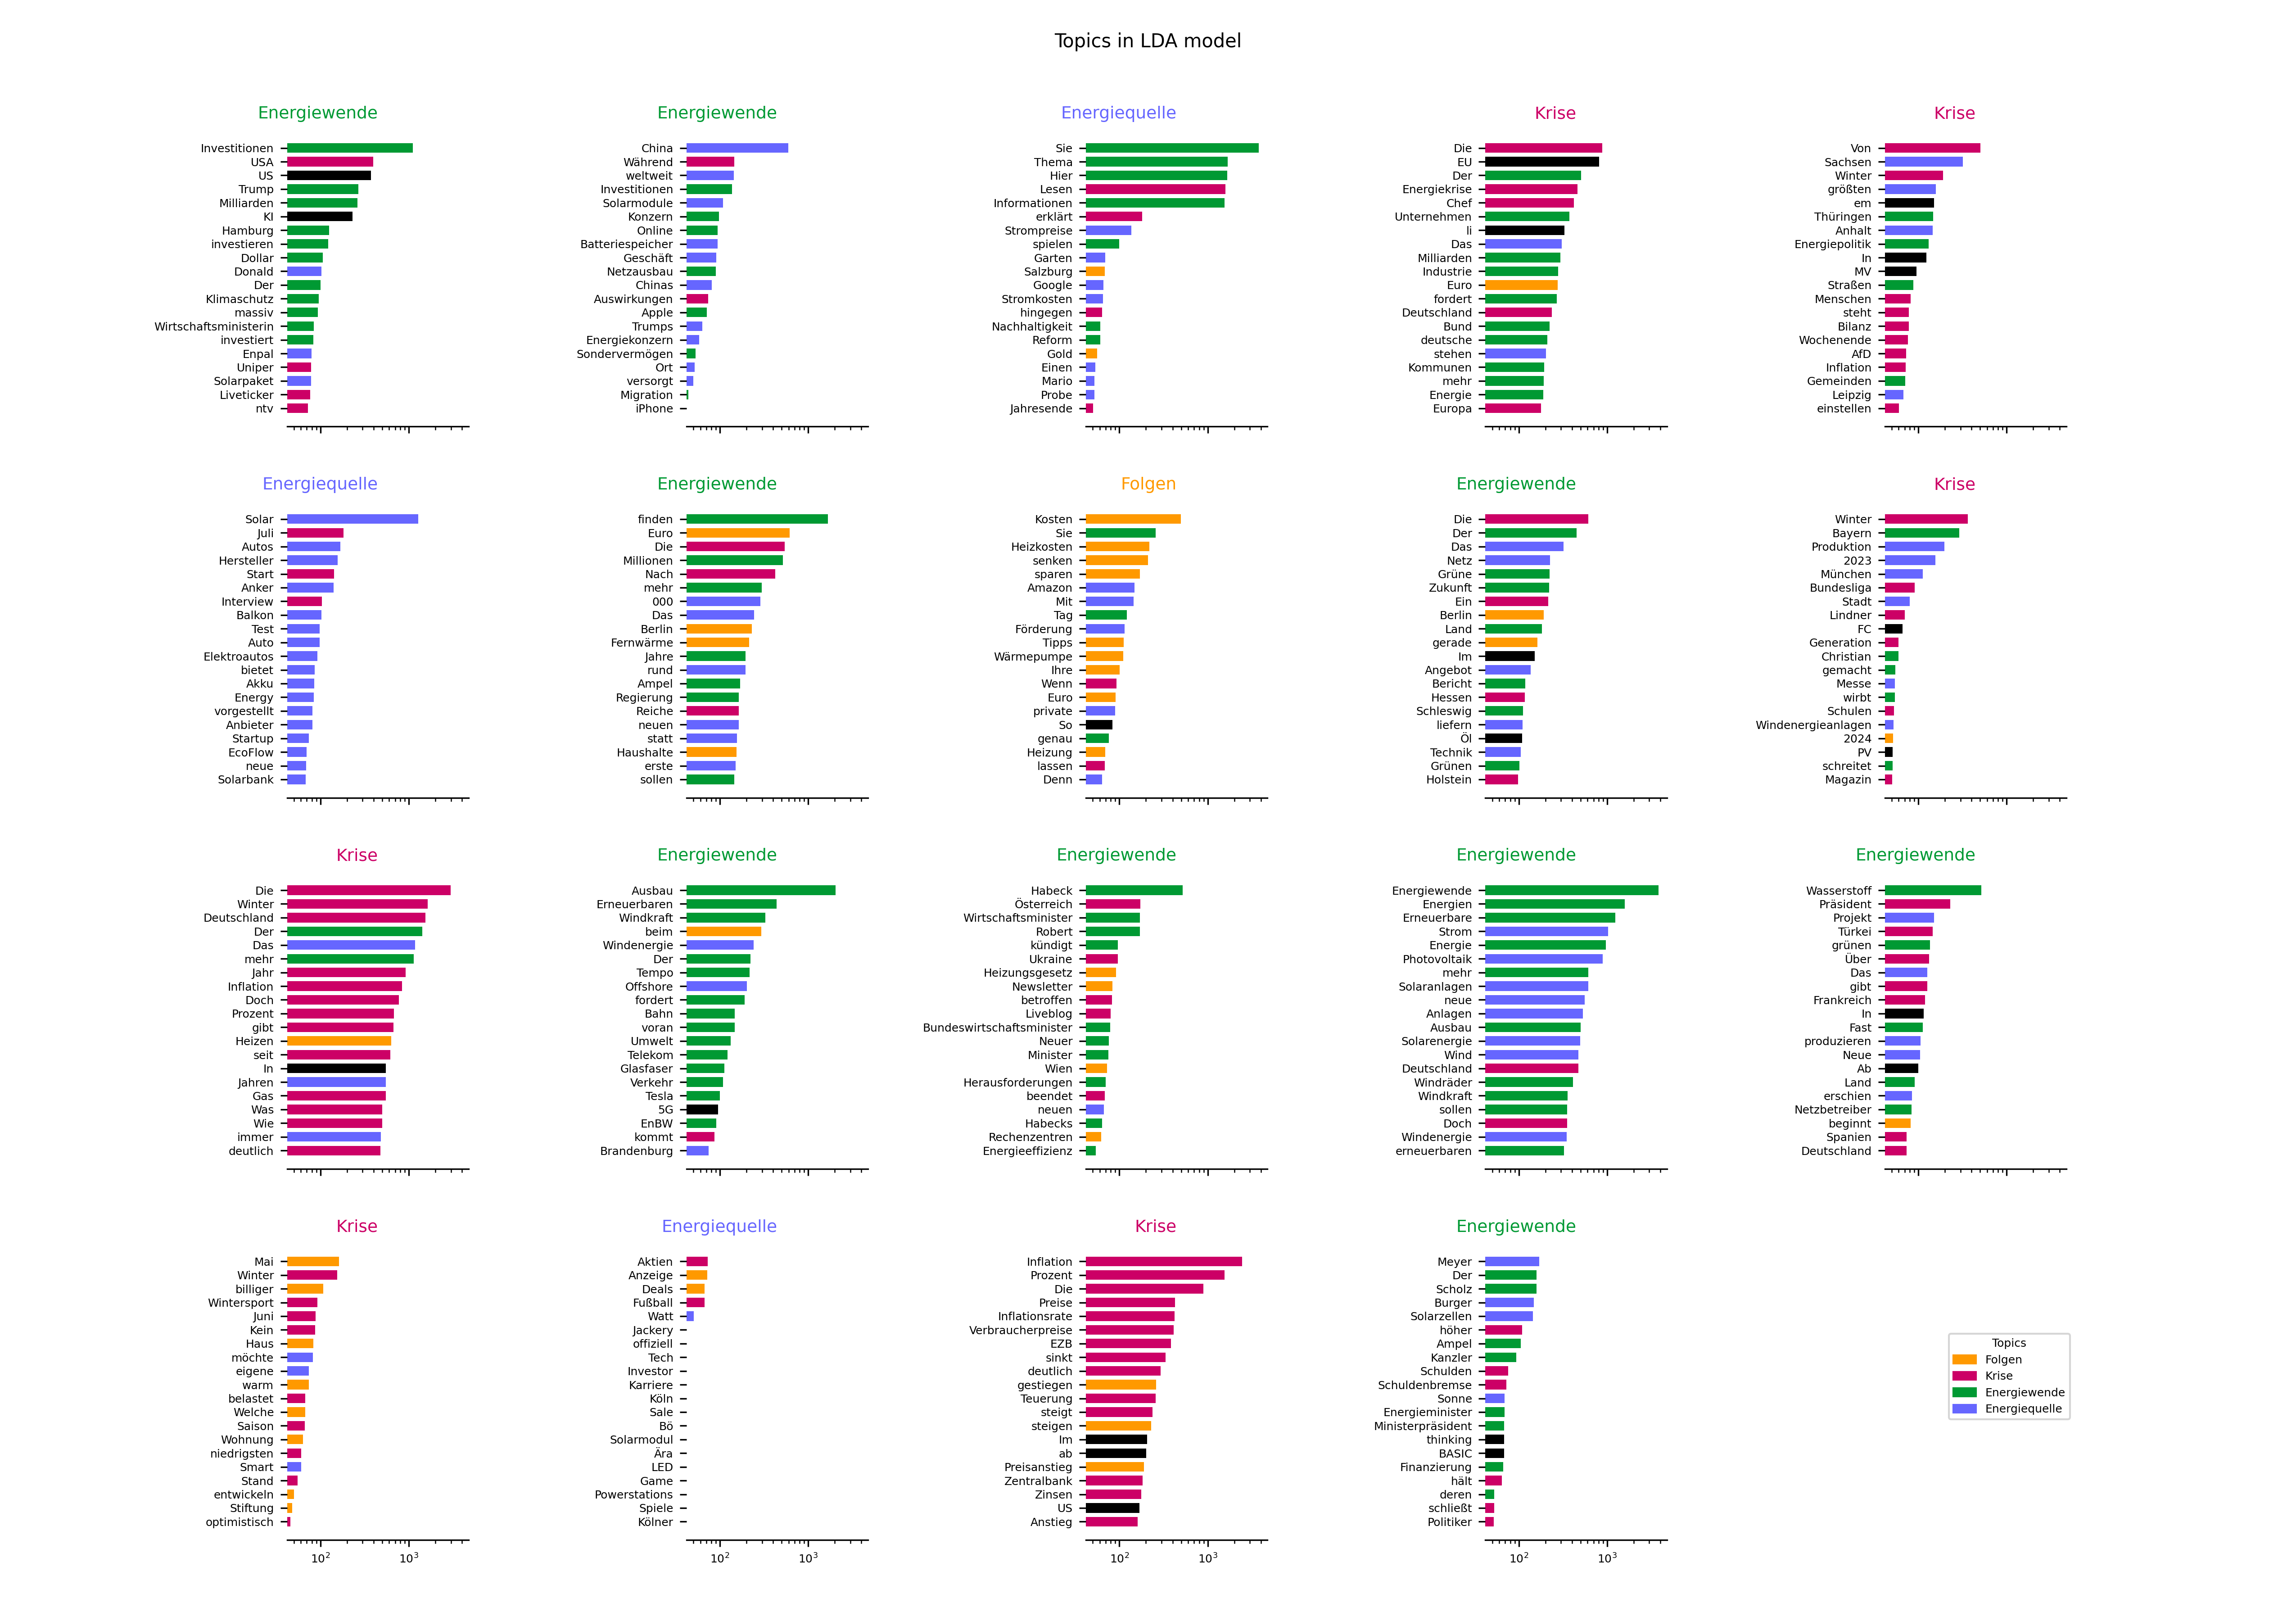 Topics in LDA model
Energiewende
Investitionen
USA
US
Trump
Milliarden
KI
Hamburg
investieren
Dollar
Donald
Der
Klimaschutz
massiv
Wirtschaftsministerin
investiert
Enpal
Uniper
Solarpaket
Liveticker
ntv
Energiewende
China
Während
weltweit
Investitionen
Solarmodule
Konzern
Online
Batteriespeicher
Geschäft
Netzausbau
Chinas
Auswirkungen
Apple
Trumps
Energiekonzern
Sondervermögen
Ort
versorgt
Migration
iPhone
Energiequelle
Sie
Thema
Hier
Lesen
Informationen
erklärt
Strompreise
spielen
Garten
Salzburg
Google
Stromkosten
hingegen
Nachhaltigkeit
Reform
Gold
Einen
Mario
Probe
Jahresende
Krise
Die
EU
Der
Energiekrise
Chef
Unternehmen
li
Das
Milliarden
Industrie
Euro
fordert
Deutschland
Bund
deutsche
stehen
Kommunen
mehr
Energie
Europa
Krise
Von
Sachsen
Winter
größten
em
Thüringen
Anhalt
Energiepolitik
In
MV
Straßen
Menschen
steht
Bilanz
Wochenende
AfD
Inflation
Gemeinden
Leipzig
einstellen
Energiequelle
Solar
Juli
Autos
Hersteller
Start
Anker
Interview
Balkon
Test
Auto
Elektroautos
bietet
Akku
Energy
vorgestellt
Anbieter
Startup
EcoFlow
neue
Solarbank
Energiewende
finden
Euro
Die
Millionen
Nach
mehr
000
Das
Berlin
Fernwärme
Jahre
rund
Ampel
Regierung
Reiche
neuen
statt
Haushalte
erste
sollen
Folgen
Kosten
Sie
Heizkosten
senken
sparen
Amazon
Mit
Tag
Förderung
Tipps
Wärmepumpe
Ihre
Wenn
Euro
private
So
genau
Heizung
lassen
Denn
Energiewende
Die
Der
Das
Netz
Grüne
Zukunft
Ein
Berlin
Land
gerade
Im
Angebot
Bericht
Hessen
Schleswig
liefern
Öl
Technik
Grünen
Holstein
Krise
Winter
Bayern
Produktion
2023
München
Bundesliga
Stadt
Lindner
FC
Generation
Christian
gemacht
Messe
wirbt
Schulen
Windenergieanlagen
2024
PV
schreitet
Magazin
Krise
Die
Winter
Deutschland
Der
Das
mehr
Jahr
Inflation
Doch
Prozent
gibt
Heizen
seit
In
Jahren
Gas
Was
Wie
immer
deutlich
Energiewende
Ausbau
Erneuerbaren
Windkraft
beim
Windenergie
Der
Tempo
Offshore
fordert
Bahn
voran
Umwelt
Telekom
Glasfaser
Verkehr
Tesla
5G
EnBW
kommt
Brandenburg
Energiewende
Habeck
Österreich
Wirtschaftsminister
Robert
kündigt
Ukraine
Heizungsgesetz
Newsletter
betroffen
Liveblog
Bundeswirtschaftsminister
Neuer
Minister
Wien
Herausforderungen
beendet
neuen
Habecks
Rechenzentren
Energieeffizienz
Energiewende
Energiewende
Energien
Erneuerbare
Strom
Energie
Photovoltaik
mehr
Solaranlagen
neue
Anlagen
Ausbau
Solarenergie
Wind
Deutschland
Windräder
Windkraft
sollen
Doch
Windenergie
erneuerbaren
Energiewende
Wasserstoff
Präsident
Projekt
Türkei
grünen
Über
Das
gibt
Frankreich
In
Fast
produzieren
Neue
Ab
Land
erschien
Netzbetreiber
beginnt
Spanien
Deutschland
Krise
Mai
Winter
billiger
Wintersport
Juni
Kein
Haus
möchte
eigene
warm
belastet
Welche
Saison
Wohnung
niedrigsten
Smart
Stand
entwickeln
Stiftung
optimistisch
10²
10³
Energiequelle
Aktien
Anzeige
Deals
Fußball
Watt
Jackery
offiziell
Tech
Investor
Karriere
Köln
Sale
Bö
Solarmodul
Ära
LED
Game
Powerstations
Spiele
Kölner
10²
10³
Krise
Inflation
Prozent
Die
Preise
Inflationsrate
Verbraucherpreise
EZB
sinkt
deutlich
gestiegen
Teuerung
steigt
steigen
Im
ab
Preisanstieg
Zentralbank
Zinsen
US
Anstieg
10²
10³
Energiewende
Meyer
Der
Scholz
Burger
Solarzellen
höher
Ampel
Kanzler
Schulden
Schuldenbremse
Sonne
Energieminister
Ministerpräsident
thinking
BASIC
Finanzierung
hält
deren
schließt
Politiker
10²
10³
Topics
Folgen
Krise
Energiewende
Energiequelle